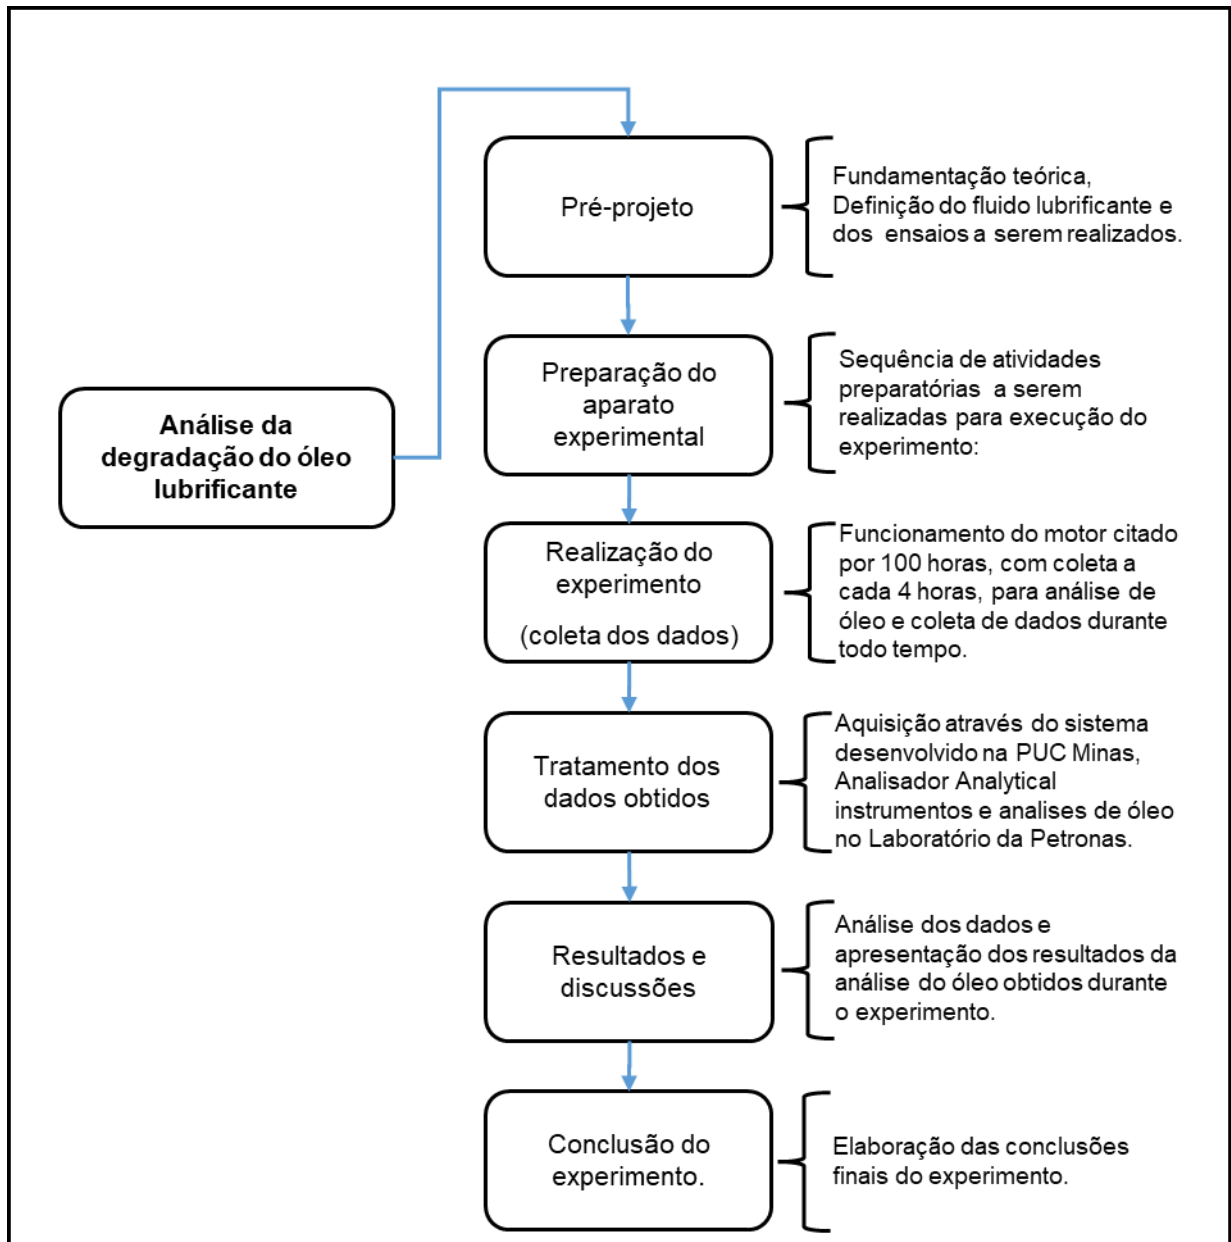 Pré-projeto
Fundamentação teórica,
Definição do fluido lubrificante e
dos ensaios a serem realizados.
Preparação do
aparato
experimental
Sequência de atividades
preparatórias a serem
realizadas para execução do
experimento:
Análise da
degradação do óleo
lubrificante
Realização do
experimento
(coleta dos dados)
Funcionamento do motor citado
por 100 horas, com coleta a
cada 4 horas, para análise de
óleo e coleta de dados durante
todo tempo.
Tratamento dos
dados obtidos
Aquisição através do sistema
desenvolvido na PUC Minas,
Analisador Analytical
instrumentos e analises de óleo
no Laboratório da Petronas.
Resultados e
discussões
Análise dos dados e
apresentação dos resultados da
análise do óleo obtidos durante
o experimento.
Conclusão do
experimento.
Elaboração das conclusões
finais do experimento.